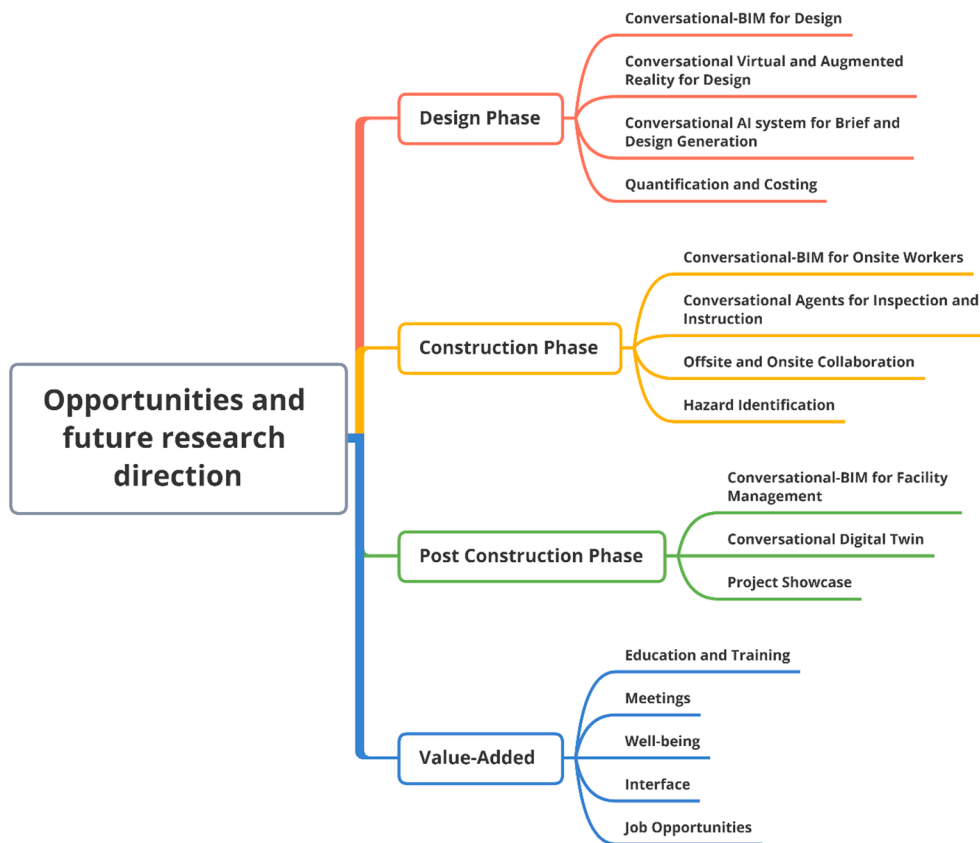 Opportunities and
future research
direction
Design Phase
Conversational-BIM for Design
Conversational Virtual and Augmented
Reality for Design
Conversational AI system for Brief and
Design Generation
Quantification and Costing
Construction Phase
Conversational-BIM for Onsite Workers
Conversational Agents for Inspection and
Instruction
Offsite and Onsite Collaboration
Hazard Identification
Post Construction Phase
Conversational-BIM for Facility
Management
Conversational Digital Twin
Project Showcase
Value-Added
Education and Training
Meetings
Well-being
Interface
Job Opportunities